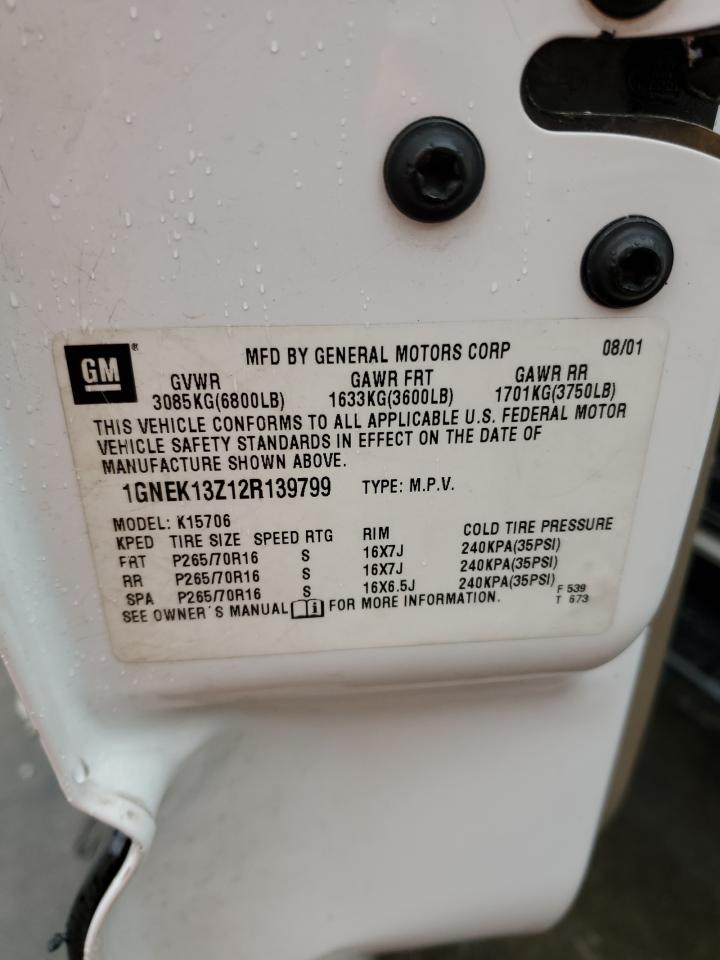 GM ®
MFD BY GENERAL MOTORS CORP 08/01
GVWR GAWR FRT GAWR RR
3085KG(6800LB) 1633KG(3600LB) 1701KG(3750LB)
THIS VEHICLE CONFORMS TO ALL APPLICABLE U.S. FEDERAL MOTOR
VEHICLE SAFETY STANDARDS IN EFFECT ON THE DATE OF
MANUFACTURE SHOWN ABOVE.
1GNEK13Z12R139799 TYPE: M.P.V.
MODEL: K15706
KPED TIRE SIZE SPEED RTG RIM COLD TIRE PRESSURE
FRT P265/70R16 S 16X7J 240KPA(35PSI)
RR P265/70R16 S 16X7J 240KPA(35PSI)
SPA P265/70R16 S 16X6.5J 240KPA(35PSI)
SEE OWNER'S MANUAL i FOR MORE INFORMATION.
F 539
T 673